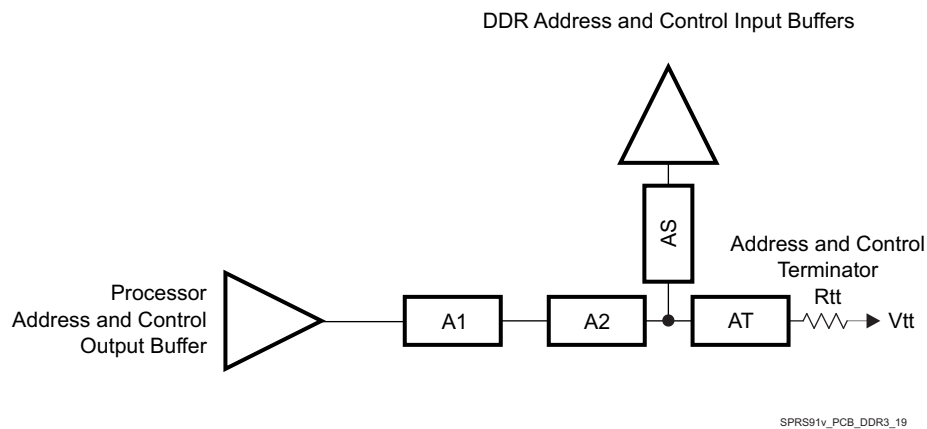 DDR Address and Control Input Buffers
AS
Address and Control
Terminator
Rtt
Processor
Address and Control
Output Buffer
A1
A2
AT
Vtt
SPRS91v_PCB_DDR3_19